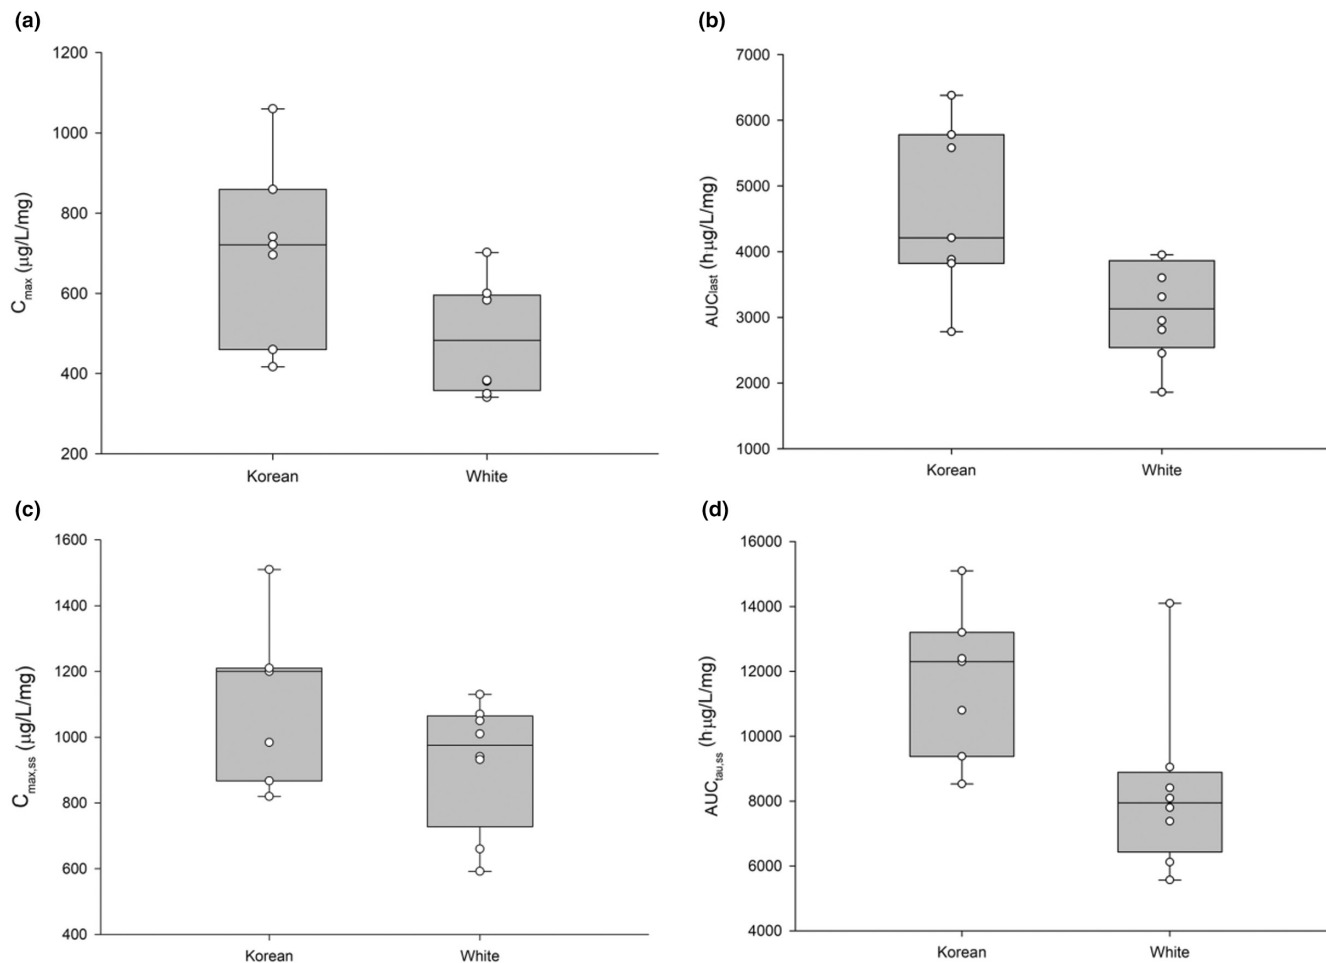 (a)
1200
1000
800
600
400
200
Cmax (μg/L/mg)
Korean
White
(b)
7000
6000
5000
4000
3000
2000
1000
AUClast (h·μg/L/mg)
Korean
White
(c)
1600
1400
1200
1000
800
600
400
Cmax,ss (μg/L/mg)
Korean
White
(d)
16000
14000
12000
10000
8000
6000
4000
AUCtau,ss (h·μg/L/mg)
Korean
White